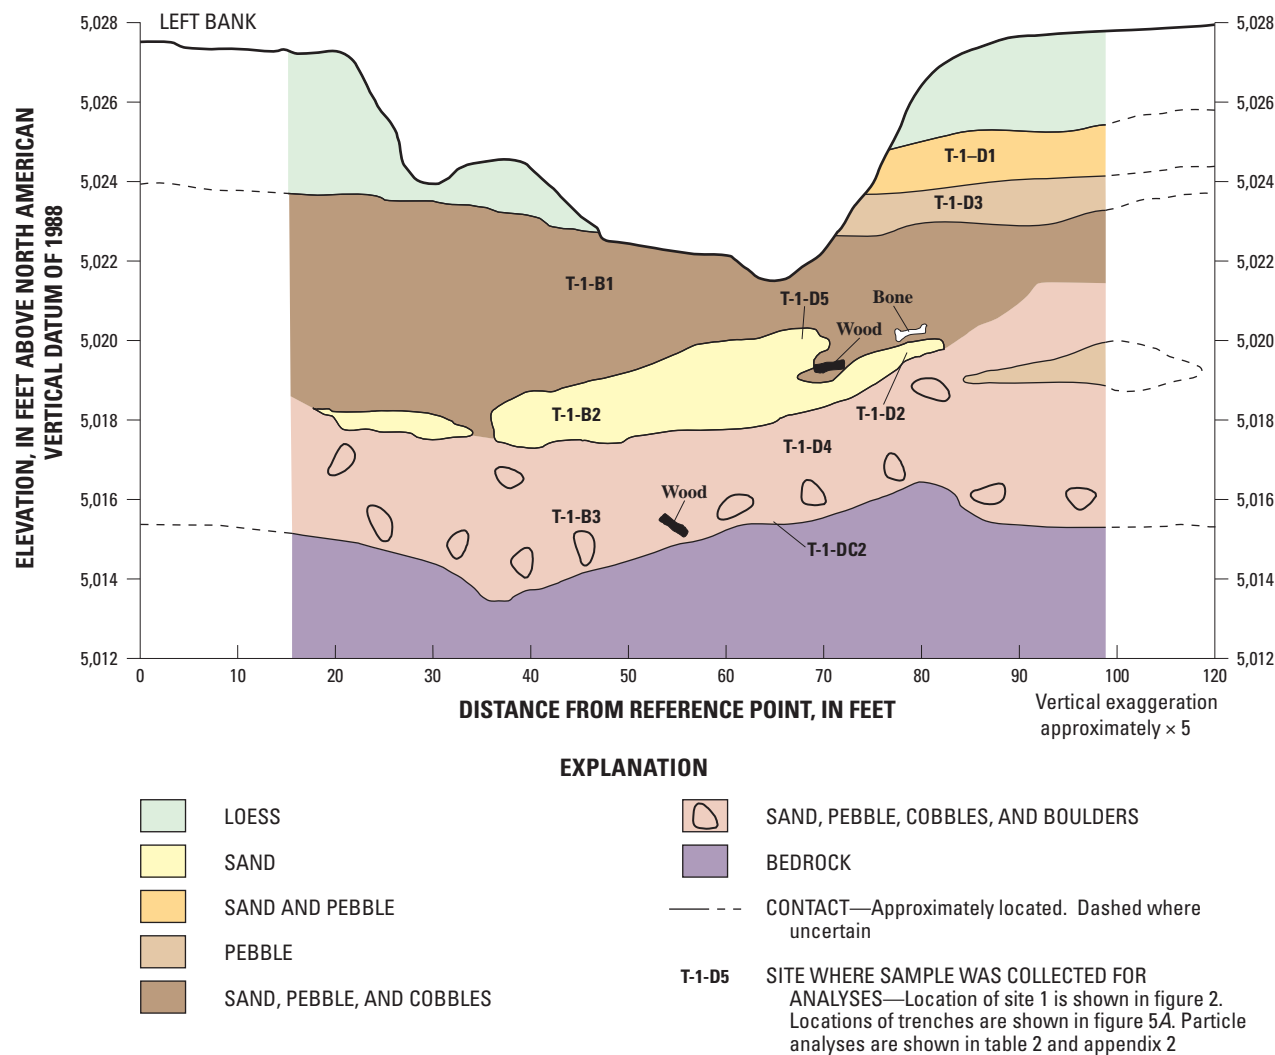 LEFT BANK
5,028
5,026
5,024
5,022
5,020
5,018
5,016
5,014
5,012
5,028
5,026
5,024
5,022
5,020
5,018
5,016
5,014
5,012
ELEVATION, IN FEET ABOVE NORTH AMERICAN
VERTICAL DATUM OF 1988
T-1–D1
T-1-D3
T-1-B1
T-1-D5
Bone
Wood
T-1-B2
T-1-D2
T-1-D4
Wood
T-1-B3
T-1-DC2
0
10
20
30
40
50
60
70
80
90
100
110
120
DISTANCE FROM REFERENCE POINT, IN FEET
Vertical exaggeration
approximately × 5
EXPLANATION
LOESS
SAND
SAND AND PEBBLE
PEBBLE
SAND, PEBBLE, AND COBBLES
SAND, PEBBLE, COBBLES, AND BOULDERS
BEDROCK
CONTACT—Approximately located. Dashed where
uncertain
T-1-D5 SITE WHERE SAMPLE WAS COLLECTED FOR
ANALYSES—Location of site 1 is shown in figure 2.
Locations of trenches are shown in figure 5A. Particle
analyses are shown in table 2 and appendix 2